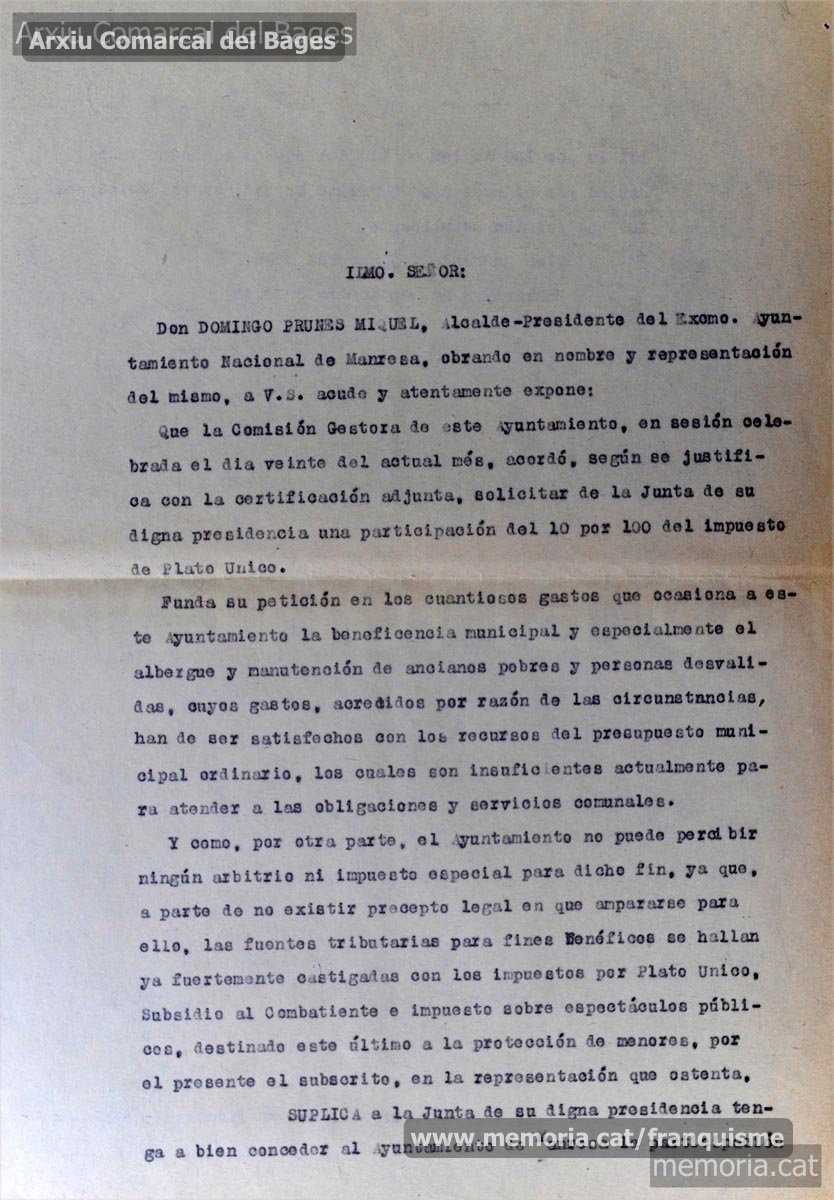 Arxiu Comarcal del Bages
Arxiu Comarcal del Bages
ILMO. SEÑOR:
Don DOMINGO PRUNES MIQUEL, Alcalde-Presidente del Excmo. Ayun-
tamiento Nacional de Manresa, obrando en nombre y representación
del mismo, a V.S. acude y atentamente expone:
Que la Comisión Gestora de este Ayuntamiento, en sesión cele-
brada el dia veinte del actual més, acordó, según se justifi-
ca con la certificación adjunta, solicitar de la Junta de su
digna presidencia una participación del 10 por 100 del impuesto
de Plato Unico.
Funda su petición en los cuantiosos gastos que ocasiona a es-
te Ayuntamiento la beneficencia municipal y especialmente el
albergue y manutención de ancianos pobres y personas desvali-
das, cuyos gastos, acrecidos por razón de las circunstancias,
han de ser satisfechos con los recursos del presupuesto muni-
cipal ordinario, los cuales son insuficientes actualmente pa-
ra atender a las obligaciones y servicios comunales.
Y como, por otra parte, el Ayuntamiento no puede percibir
ningún arbitrio ni impuesto especial para dicho fin, ya que,
a parte de no existir precepto legal en que ampararse para
ello, las fuentes tributarias para fines Benéficos se hallan
ya fuertemente castigadas con los impuestos por Plato Unico,
Subsidio al Combatiente e impuesto sobre espectáculos públi-
cos, destinado este último a la protección de menores, por
el presente el subscrito, en la representación que ostenta,
SUPLICA a la Junta de su digna presidencia ten-
ga a bien conceder al Ayuntamiento de
www.memoria.cat/franquisme
memoria.cat